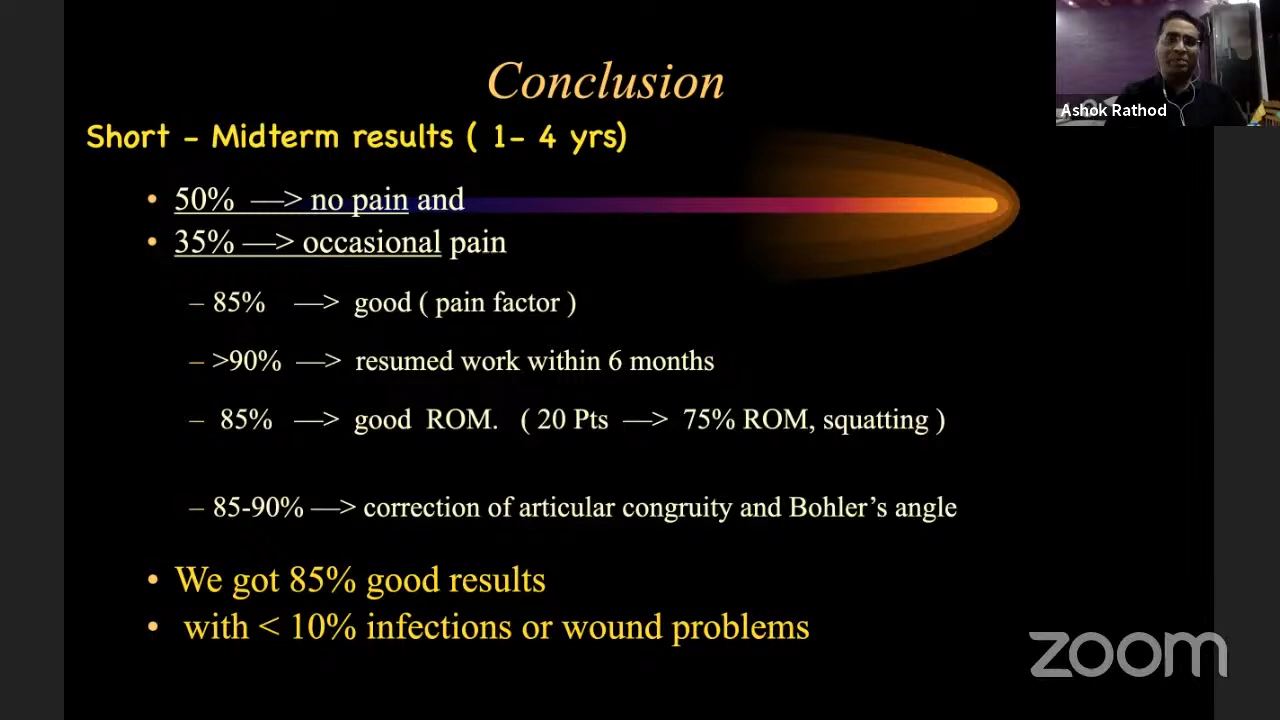 Conclusion
Ashok Rathod
Short - Midterm results ( 1- 4 yrs)
• 50% —> no pain and
• 35% —> occasional pain
– 85% —> good ( pain factor )
– >90% —> resumed work within 6 months
– 85% —> good ROM. ( 20 Pts —> 75% ROM, squatting )
– 85-90% —> correction of articular congruity and Bohler’s angle
• We got 85% good results
• with < 10% infections or wound problems
zoom